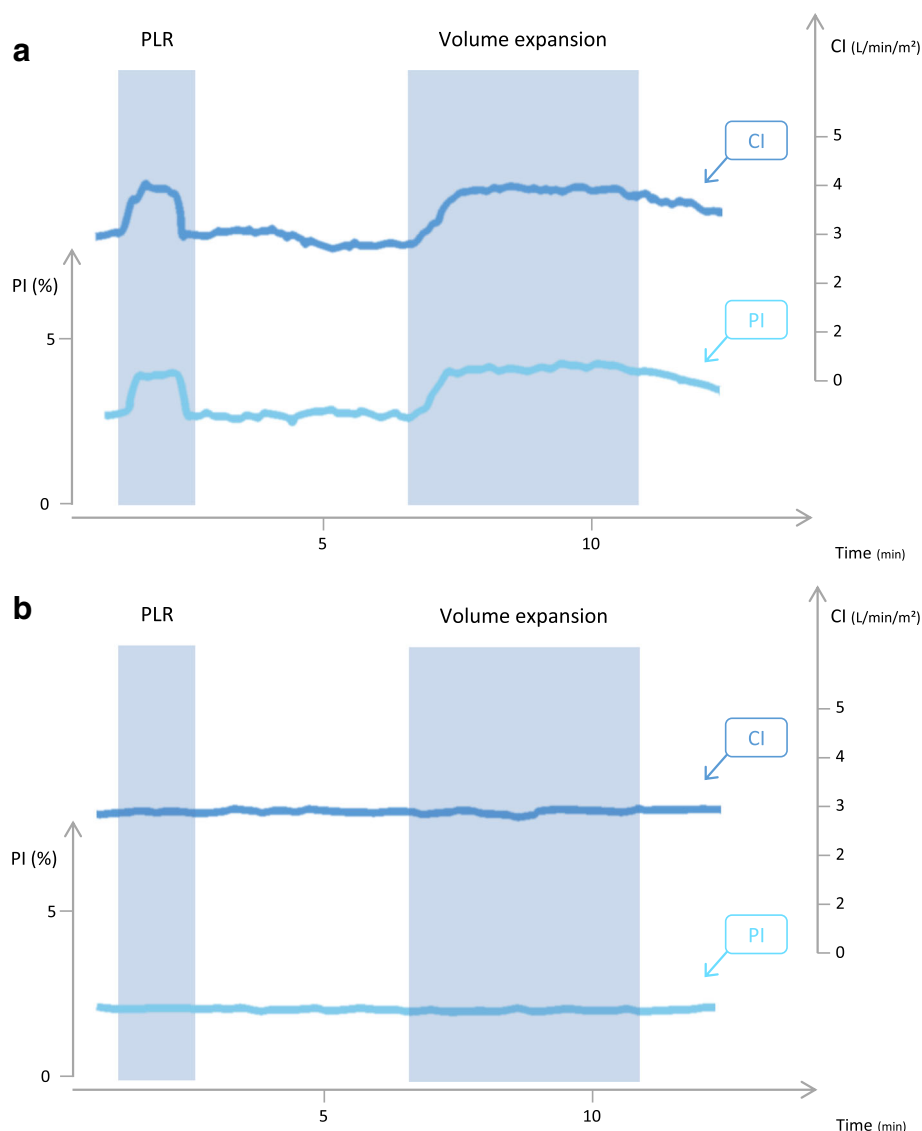 a
PLR
Volume expansion
CI (L/min/m²)
5
4
3
2
2
0
CI
PI
PI (%)
5
0
5
10
Time (min)
b
PLR
Volume expansion
CI (L/min/m²)
5
4
3
2
2
0
CI
PI
PI (%)
5
0
5
10
Time (min)